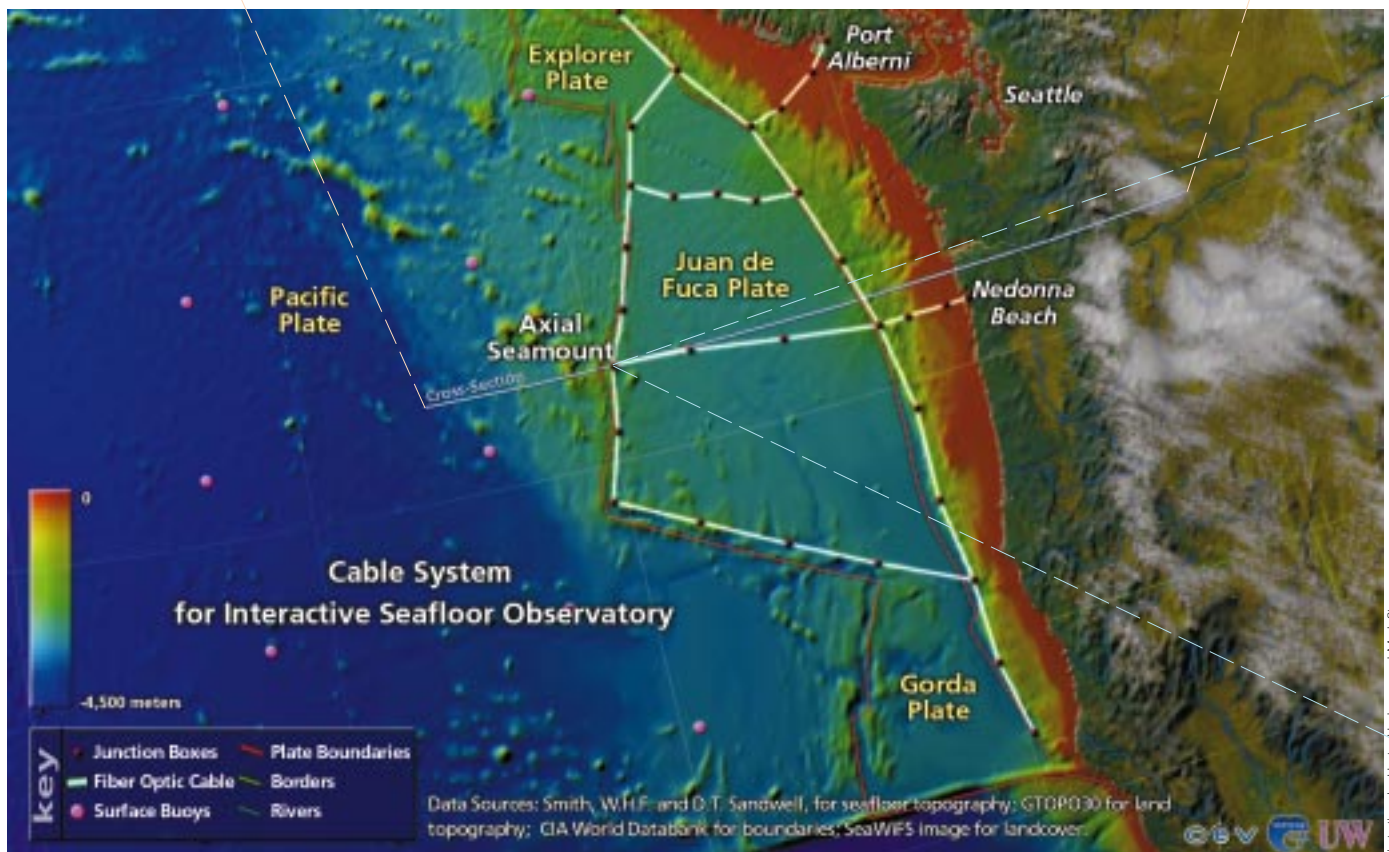 Explorer
Plate
Port
Alberni
Seattle
Juan de
Fuca Plate
Pacific
Plate
Nedonna
Beach
Axial
Seamount
Cross-Section
0
-4,500 meters
Cable System
for Interactive Seafloor Observatory
Gorda
Plate
key
Junction Boxes
Plate Boundaries
Fiber Optic Cable
Borders
Surface Buoys
Rivers
Data Sources: Smith, W.H.F. and D.T. Sandwell, for seafloor topography; GTOPO30 for land
topography; CIA World Databank for boundaries; SeaWiFS image for landcover.
CEV
UW